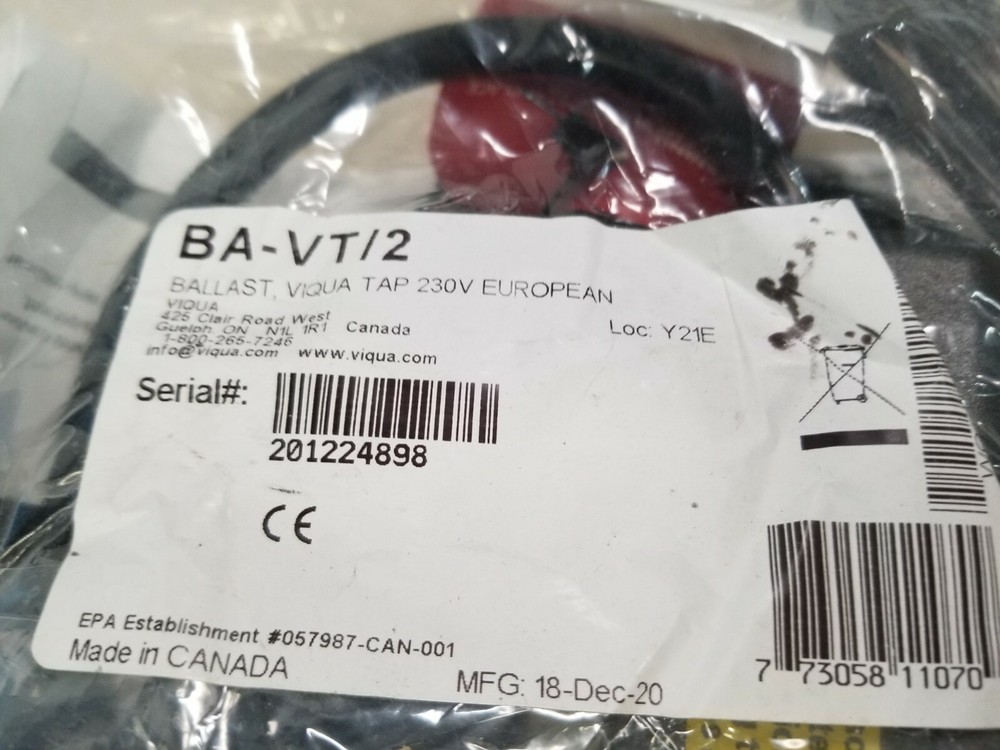 BA-VT/2
BALLAST, VIQUA TAP 230V EUROPEAN
VIQUA
425 Clair Road West
Guelph ON N1L 1R1 Canada
1-800-265-7246
info@viqua.com www.viqua.com
Loc: Y21E
Serial#:
201224898
CE
EPA Establishment #057987-CAN-001
Made in CANADA
MFG: 18-Dec-20
7 73058 11070